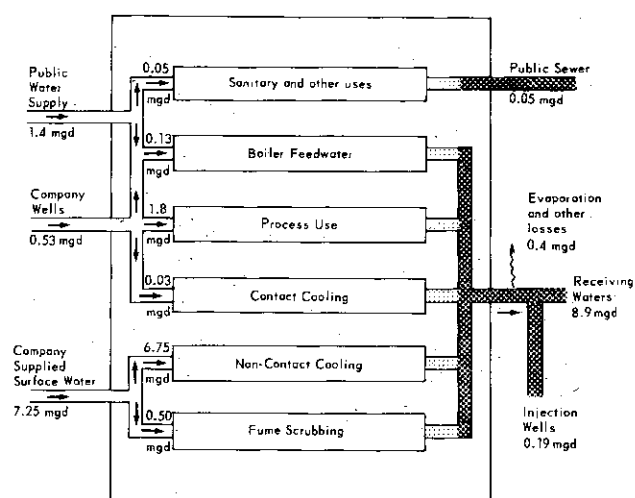 Public
Water
Supply
1.4 mgd
0.05
mgd
Sanitary and other uses
Public Sewer
0.05 mgd
0.13
mgd
Boiler Feedwater
Company
Wells
0.53 mgd
1.8
mgd
Process Use
Evaporation
and other
losses
0.4 mgd
0.03
mgd
Contact Cooling
Receiving
Waters
8.9 mgd
Company
Supplied
Surface Water
7.25 mgd
6.75
mgd
Non-Contact Cooling
0.50
mgd
Fume Scrubbing
Injection
Wells
0.19 mgd